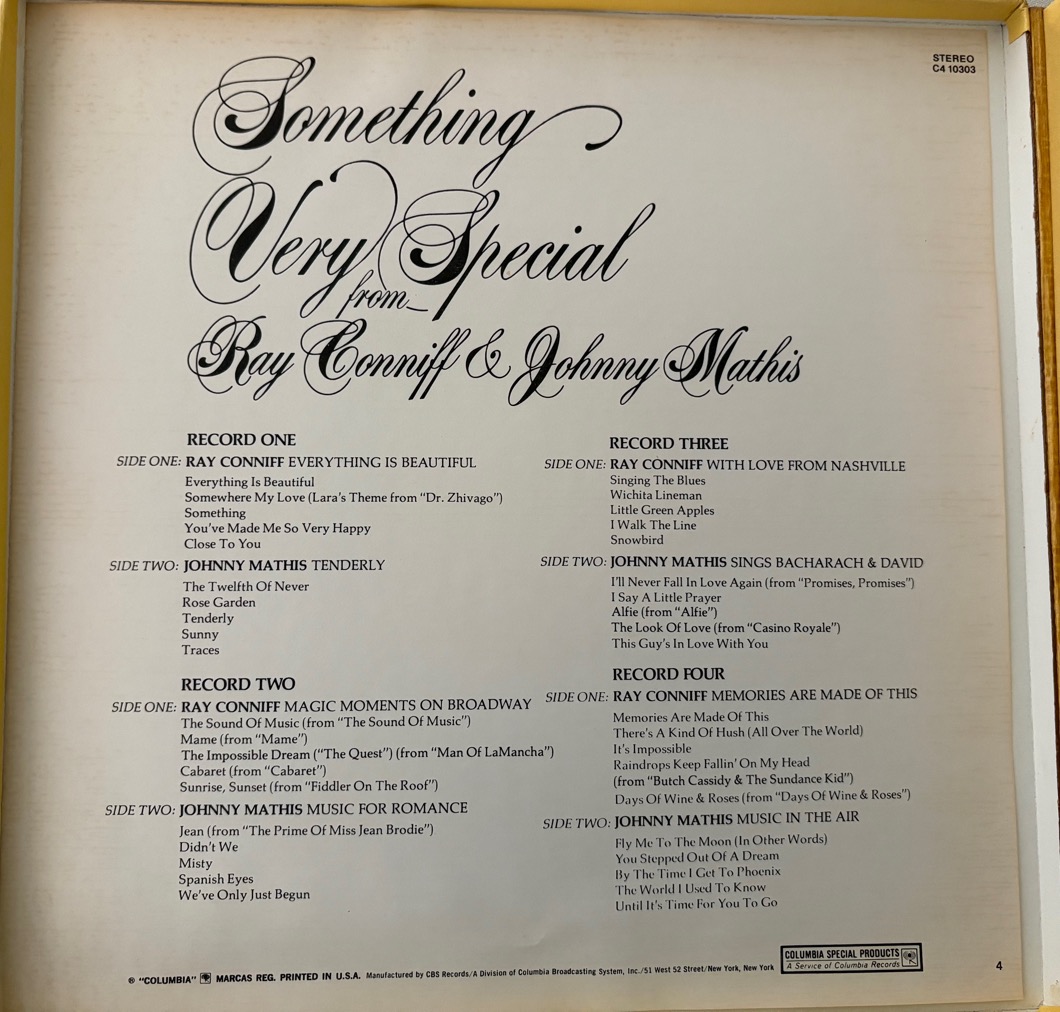 STEREO
C4 10303
Something
Very Special
from
Ray Conniff & Johnny Mathis
RECORD ONE
SIDE ONE: RAY CONNIFF EVERYTHING IS BEAUTIFUL
Everything Is Beautiful
Somewhere My Love (Lara's Theme from "Dr. Zhivago")
Something
You've Made Me So Very Happy
Close To You
SIDE TWO: JOHNNY MATHIS TENDERLY
The Twelfth Of Never
Rose Garden
Tenderly
Sunny
Traces
RECORD TWO
SIDE ONE: RAY CONNIFF MAGIC MOMENTS ON BROADWAY
The Sound Of Music (from "The Sound Of Music")
Mame (from "Mame")
The Impossible Dream ("The Quest") (from "Man Of LaMancha")
Cabaret (from "Cabaret")
Sunrise, Sunset (from "Fiddler On The Roof")
SIDE TWO: JOHNNY MATHIS MUSIC FOR ROMANCE
Jean (from "The Prime Of Miss Jean Brodie")
Didn't We
Misty
Spanish Eyes
We've Only Just Begun
RECORD THREE
SIDE ONE: RAY CONNIFF WITH LOVE FROM NASHVILLE
Singing The Blues
Wichita Lineman
Little Green Apples
I Walk The Line
Snowbird
SIDE TWO: JOHNNY MATHIS SINGS BACHARACH & DAVID
I'll Never Fall In Love Again (from "Promises, Promises")
I Say A Little Prayer
Alfie (from "Alfie")
The Look Of Love (from "Casino Royale")
This Guy's In Love With You
RECORD FOUR
SIDE ONE: RAY CONNIFF MEMORIES ARE MADE OF THIS
Memories Are Made Of This
There's A Kind Of Hush (All Over The World)
It's Impossible
Raindrops Keep Fallin' On My Head
(from "Butch Cassidy & The Sundance Kid")
Days Of Wine & Roses (from "Days Of Wine & Roses")
SIDE TWO: JOHNNY MATHIS MUSIC IN THE AIR
Fly Me To The Moon (In Other Words)
You Stepped Out Of A Dream
By The Time I Get To Phoenix
The World I Used To Know
Until It's Time For You To Go
® "COLUMBIA" MARCAS REG. PRINTED IN U.S.A. Manufactured by CBS Records/A Division of Columbia Broadcasting System, Inc./51 West 52 Street/New York, New York
COLUMBIA SPECIAL PRODUCTS
A Service of Columbia Records
4